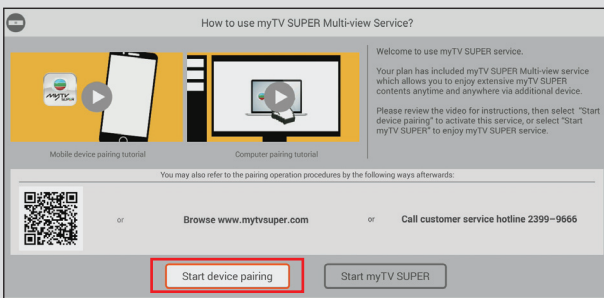 How to use myTV SUPER Multi-view Service?
myTV
SUPER
Mobile device pairing tutorial
Computer pairing tutorial
Welcome to use myTV SUPER service.
Your plan has included myTV SUPER Multi-view service
which allows you to enjoy extensive myTV SUPER
contents anytime and anywhere via additional device.
Please review the video for instructions, then select "Start
device pairing" to activate this service, or select "Start
myTV SUPER" to enjoy myTV SUPER service.
You may also refer to the pairing operation procedures by the following ways afterwards:
or
Browse www.mytvsuper.com
or
Call customer service hotline 2399-9666
Start device pairing
Start myTV SUPER